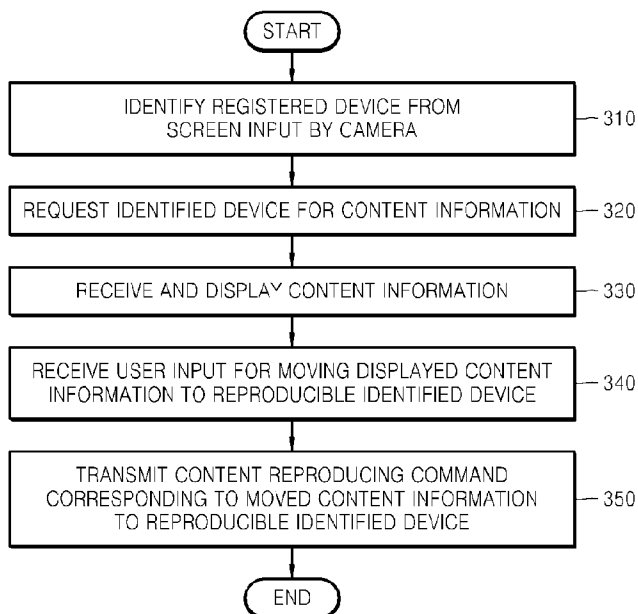 START
IDENTIFY REGISTERED DEVICE FROM
SCREEN INPUT BY CAMERA
310
REQUEST IDENTIFIED DEVICE FOR CONTENT INFORMATION
320
RECEIVE AND DISPLAY CONTENT INFORMATION
330
RECEIVE USER INPUT FOR MOVING DISPLAYED CONTENT
INFORMATION TO REPRODUCIBLE IDENTIFIED DEVICE
340
TRANSMIT CONTENT REPRODUCING COMMAND
CORRESPONDING TO MOVED CONTENT INFORMATION
TO REPRODUCIBLE IDENTIFIED DEVICE
350
END